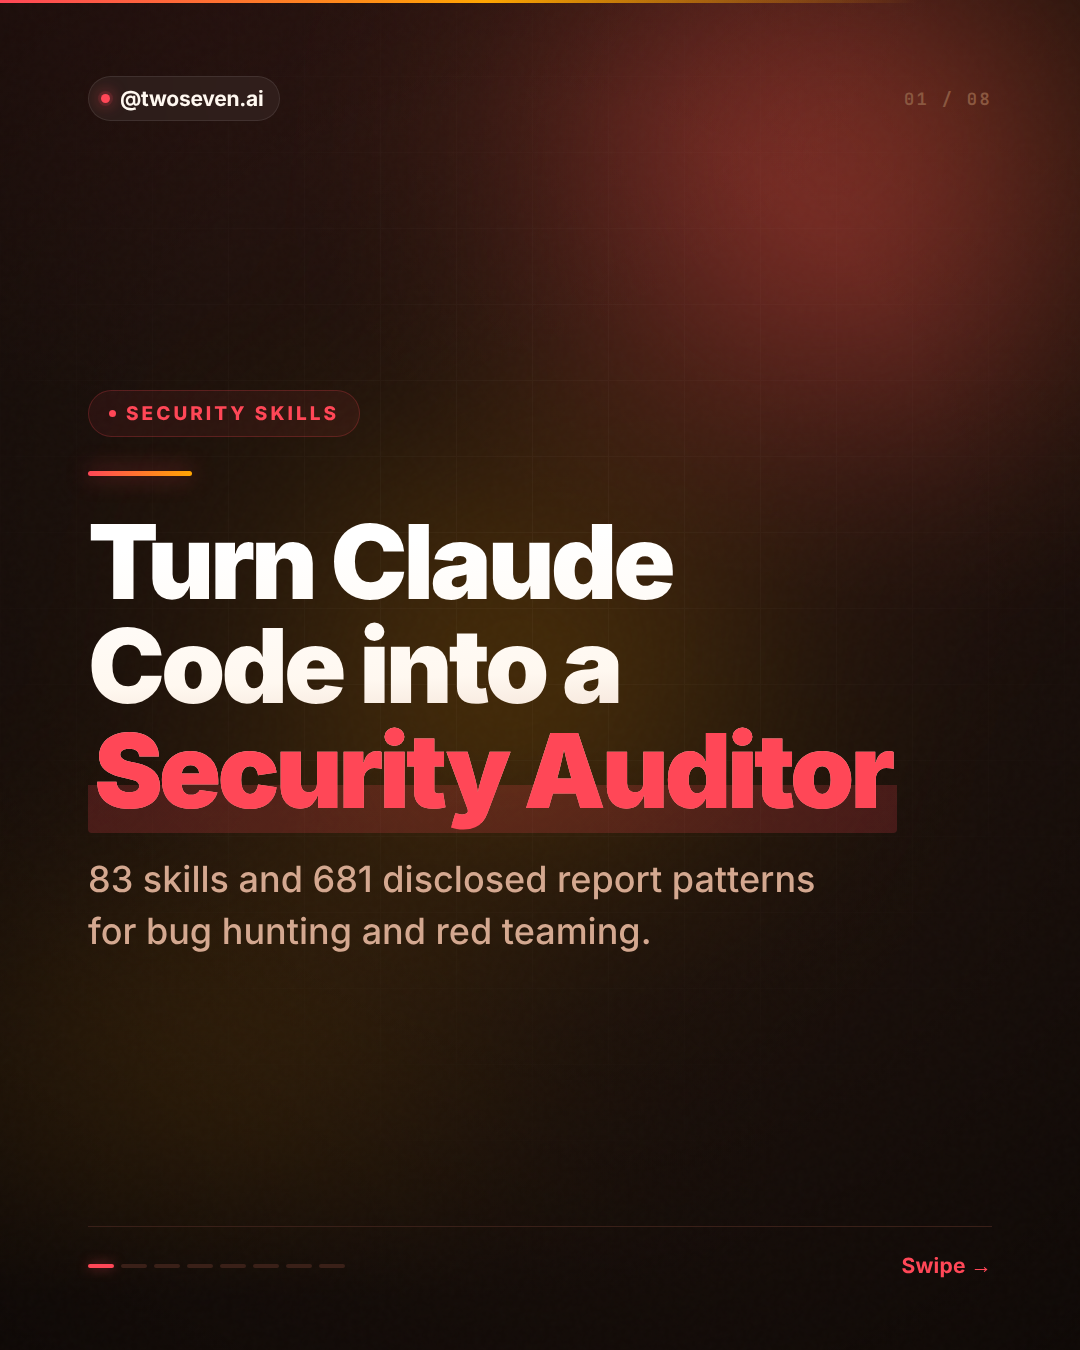 @twoseven.ai
01 / 08
SECURITY SKILLS
Turn Claude
Code into a
Security Auditor
83 skills and 681 disclosed report patterns
for bug hunting and red teaming.
Swipe →